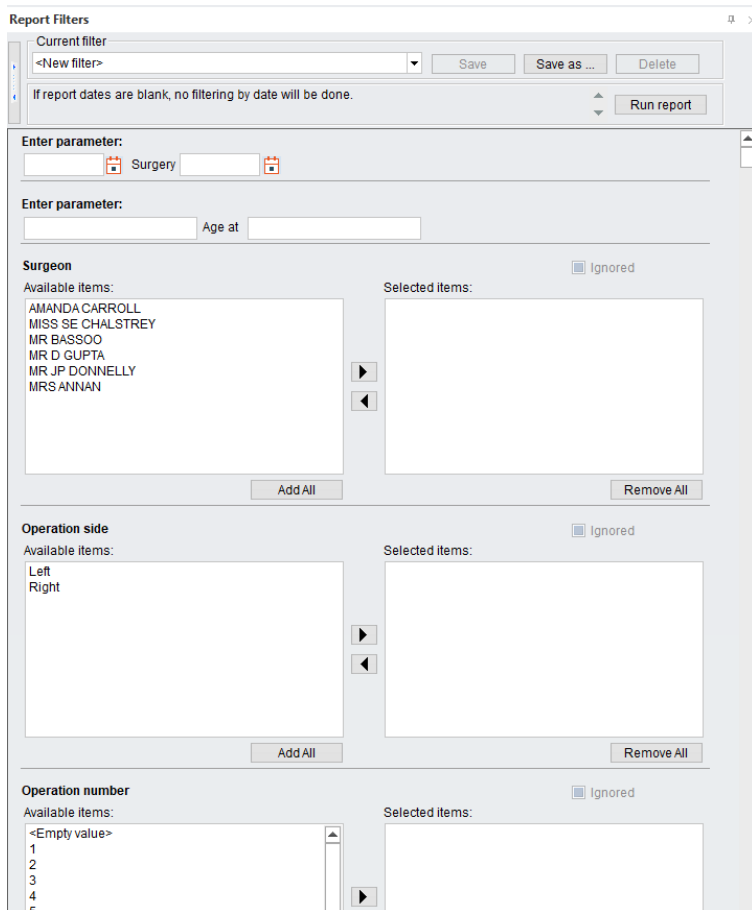 Report Filters
Current filter
<New filter>
Save
Save as ...
Delete
If report dates are blank, no filtering by date will be done.
Run report
Enter parameter:
Surgery
Enter parameter:
Age at
Surgeon
Ignored
Available items:
Selected items:
AMANDA CARROLL
MISS SE CHALSTREY
MR BASSOO
MR D GUPTA
MR JP DONNELLY
MRS ANNAN
Add All
Remove All
Operation side
Ignored
Available items:
Selected items:
Left
Right
Add All
Remove All
Operation number
Ignored
Available items:
Selected items:
<Empty value>
1
2
3
4